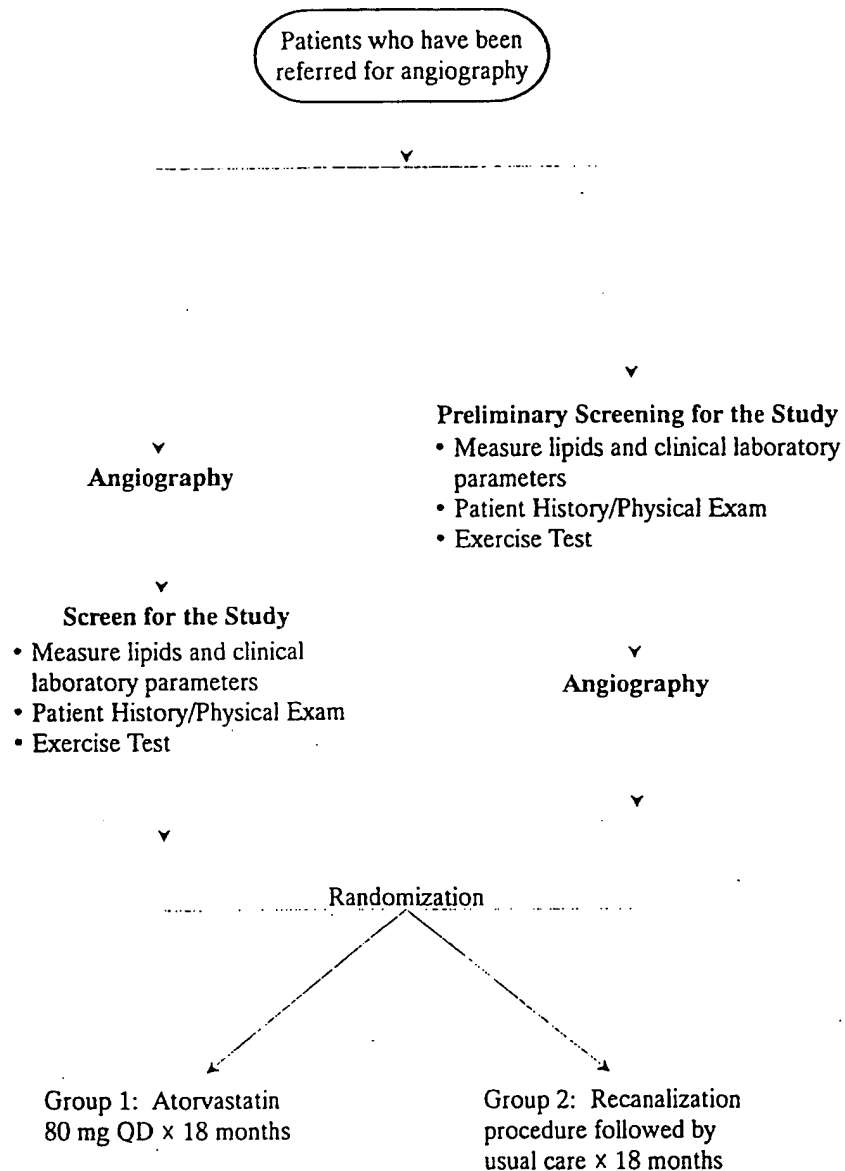 Patients who have been
referred for angiography
Angiography
Screen for the Study
• Measure lipids and clinical
laboratory parameters
• Patient History/Physical Exam
• Exercise Test
Preliminary Screening for the Study
• Measure lipids and clinical laboratory
parameters
• Patient History/Physical Exam
• Exercise Test
Angiography
Randomization
Group 1: Atorvastatin
80 mg QD × 18 months
Group 2: Recanalization
procedure followed by
usual care × 18 months